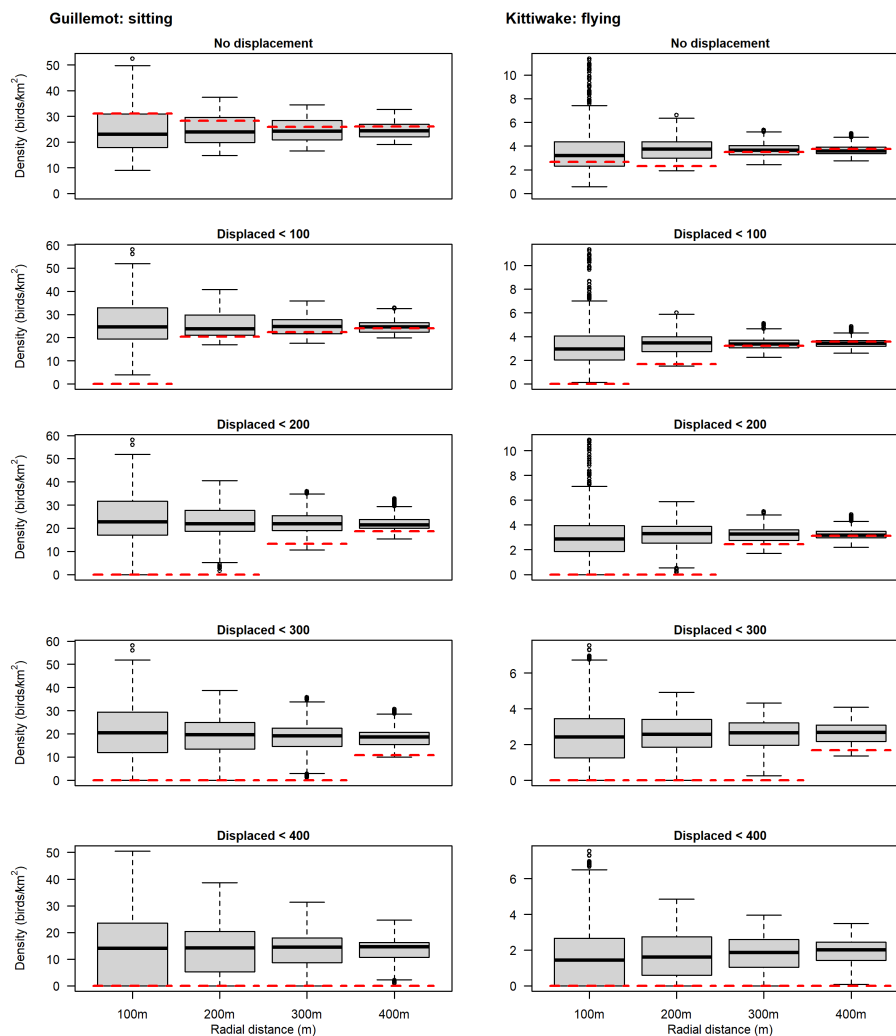 Guillemot: sitting
Kittiwake: flying
No displacement
Density (birds/km²)
50
40
30
20
10
0
No displacement
10
8
6
4
2
0
Displaced < 100
Density (birds/km²)
60
50
40
30
20
10
0
Displaced < 100
10
8
6
4
2
0
Displaced < 200
Density (birds/km²)
60
50
40
30
20
10
0
Displaced < 200
10
8
6
4
2
0
Displaced < 300
Density (birds/km²)
60
50
40
30
20
10
0
Displaced < 300
6
4
2
0
Displaced < 400
Density (birds/km²)
50
40
30
20
10
0
100m 200m 300m 400m
Radial distance (m)
Displaced < 400
6
4
2
0
100m 200m 300m 400m
Radial distance (m)